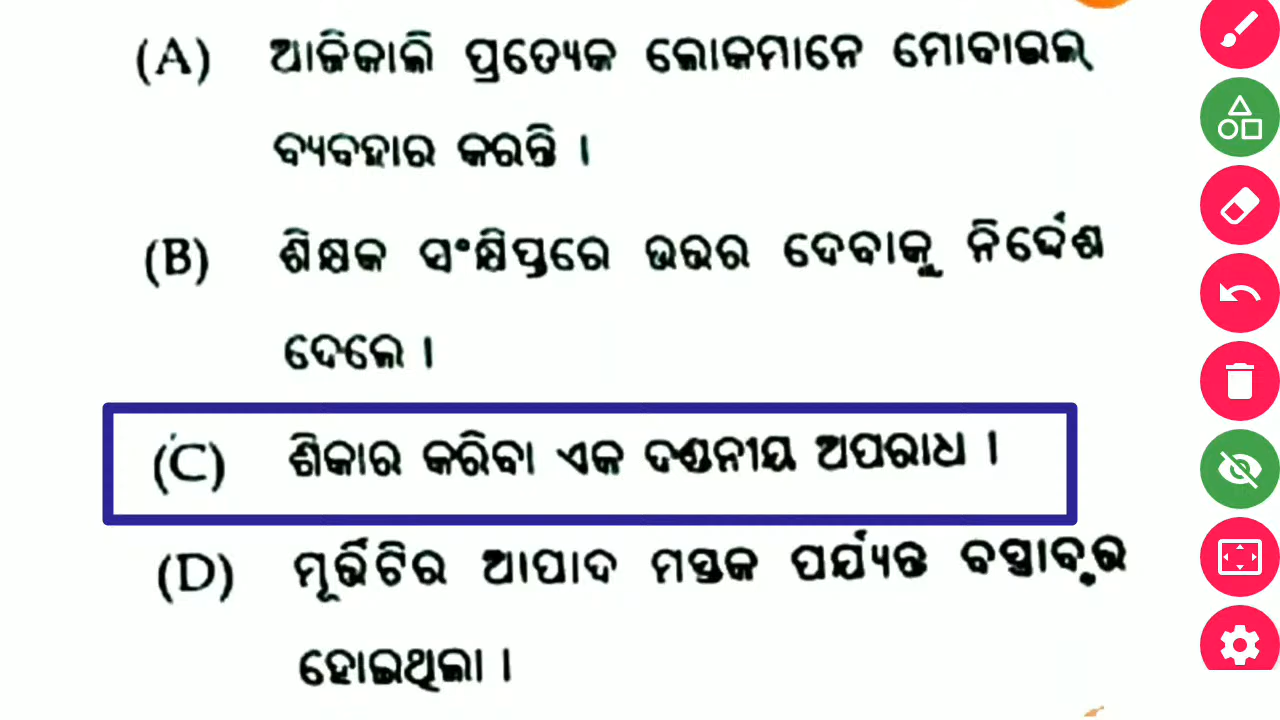 (A) ଆଜିକାଲି ପ୍ରତ୍ୟେକ ଲୋକମାନେ ମୋବାଇଲ୍
ବ୍ୟବହାର କରନ୍ତି ।
(B) ଶିକ୍ଷକ ସଂକ୍ଷିପ୍ତରେ ଉତ୍ତର ଦେବାକୁ ନିର୍ଦ୍ଦେଶ
ଦେଲେ ।
(C) ଶିକାର କରିବା ଏକ ଦଣ୍ଡନୀୟ ଅପରାଧ ।
(D) ମୂର୍ତ୍ତିଟିର ଆପାଦ ମସ୍ତକ ପର୍ଯ୍ୟନ୍ତ ବସ୍ତ୍ରାବୃତ
ହୋଇଥିଲା ।